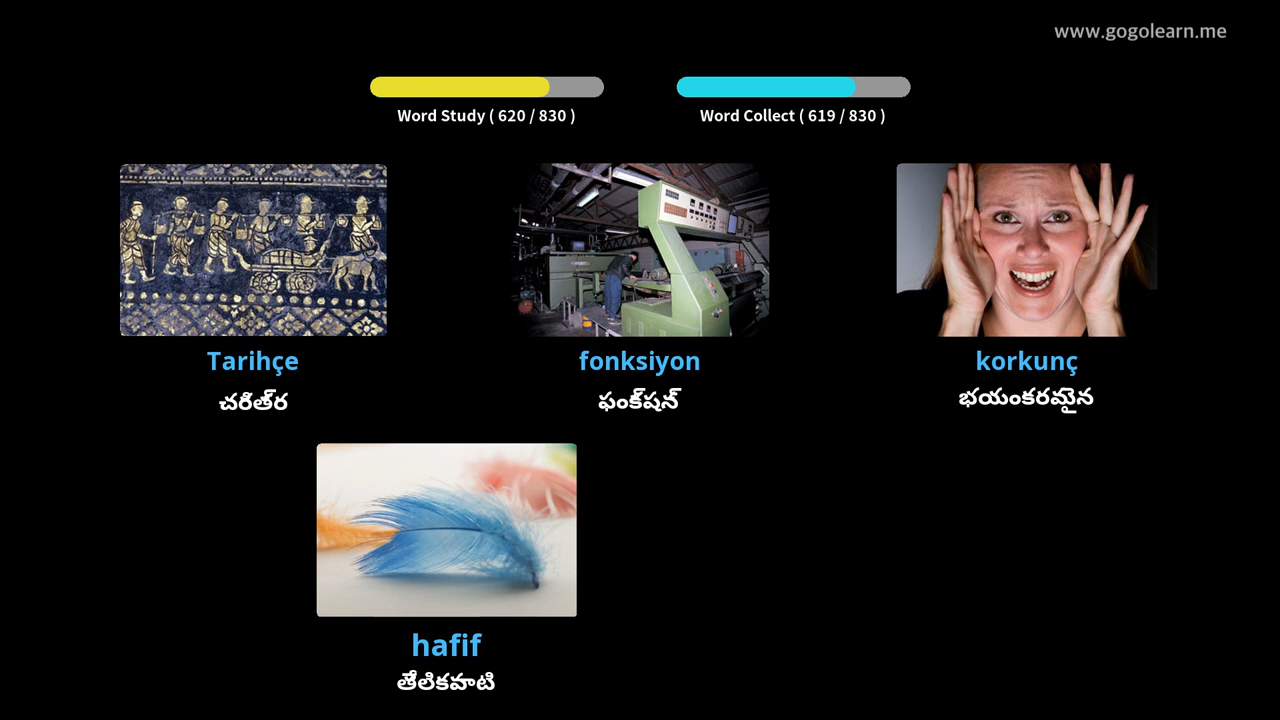 www.gogolearn.me
Word Study ( 620 / 830 )
Word Collect ( 619 / 830 )
Tarihçe
చరిత్ర
fonksiyon
ఫంక్షన్
korkunç
భయంకరమైన
hafif
తేలికపాటి